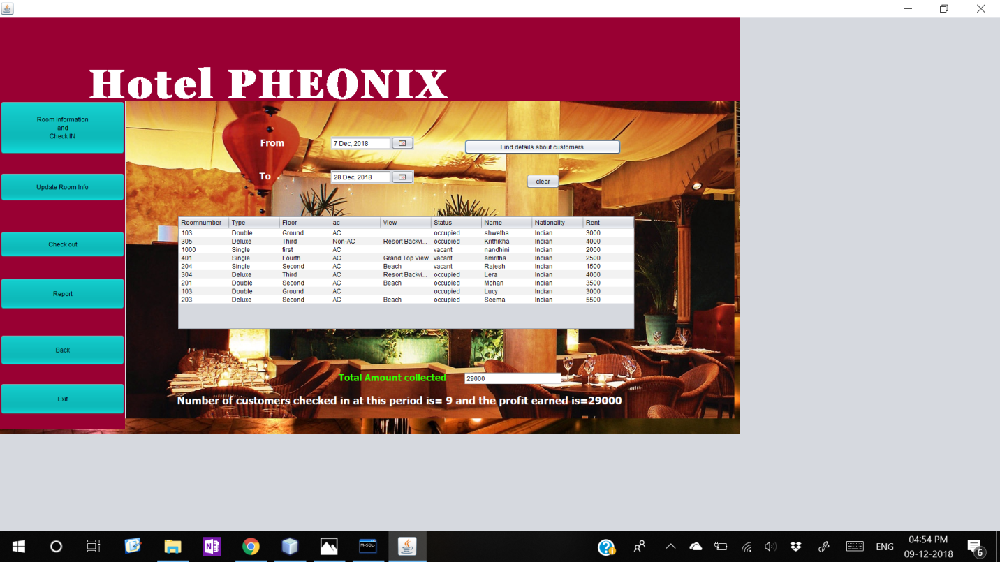 Hotel PHEONIX
Room information
and
Check IN
Update Room Info
Check out
Report
Back
Exit
From 7 Dec, 2018 Find details about customers
To 28 Dec, 2018 clear
Roomnumber Type Floor ac View Status Name Nationality Rent
103 Double Ground AC occupied shwetha Indian 3000
305 Deluxe Third Non-AC Resort Backvi... occupied Krithikha Indian 4000
1000 Single first AC vacant nandhini Indian 2000
401 Single Fourth AC Grand Top View vacant amritha Indian 2500
204 Single Second AC Beach vacant Rajesh Indian 1500
304 Deluxe Third AC Resort Backvi... occupied Lera Indian 4000
201 Double Second AC Beach occupied Mohan Indian 3500
103 Double Ground AC occupied Lucy Indian 3000
203 Deluxe Second AC Beach occupied Seema Indian 5500
Total Amount collected 29000
Number of customers checked in at this period is= 9 and the profit earned is=29000
MySQL
ENG
04:54 PM
09-12-2018
6